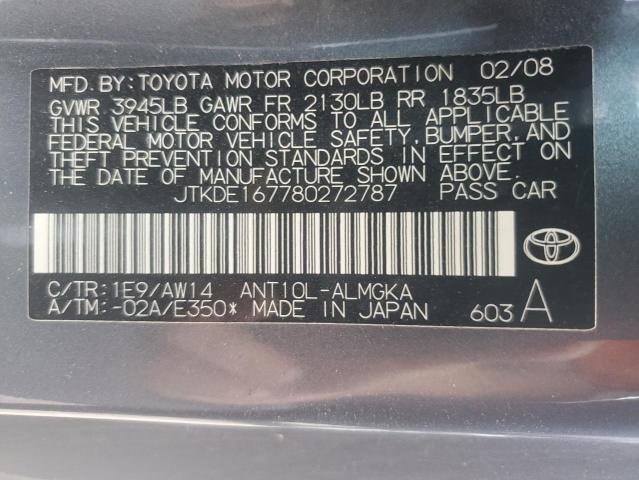 MFD.BY:TOYOTA MOTOR CORPORATION 02/08
GVWR 3945LB GAWR FR 2130LB RR 1835LB
THIS VEHICLE CONFORMS TO ALL APPLICABLE
FEDERAL MOTOR VEHICLE SAFETY,BUMPER,AND
THEFT PREVENTION STANDARDS IN EFFECT ON
THE DATE OF MANUFACTURE SHOWN ABOVE.
JTKDE167780272787 PASS CAR
C/TR:1E9/AW14 ANT10L-ALMGKA
A/TM:-02A/E350* MADE IN JAPAN 603 A